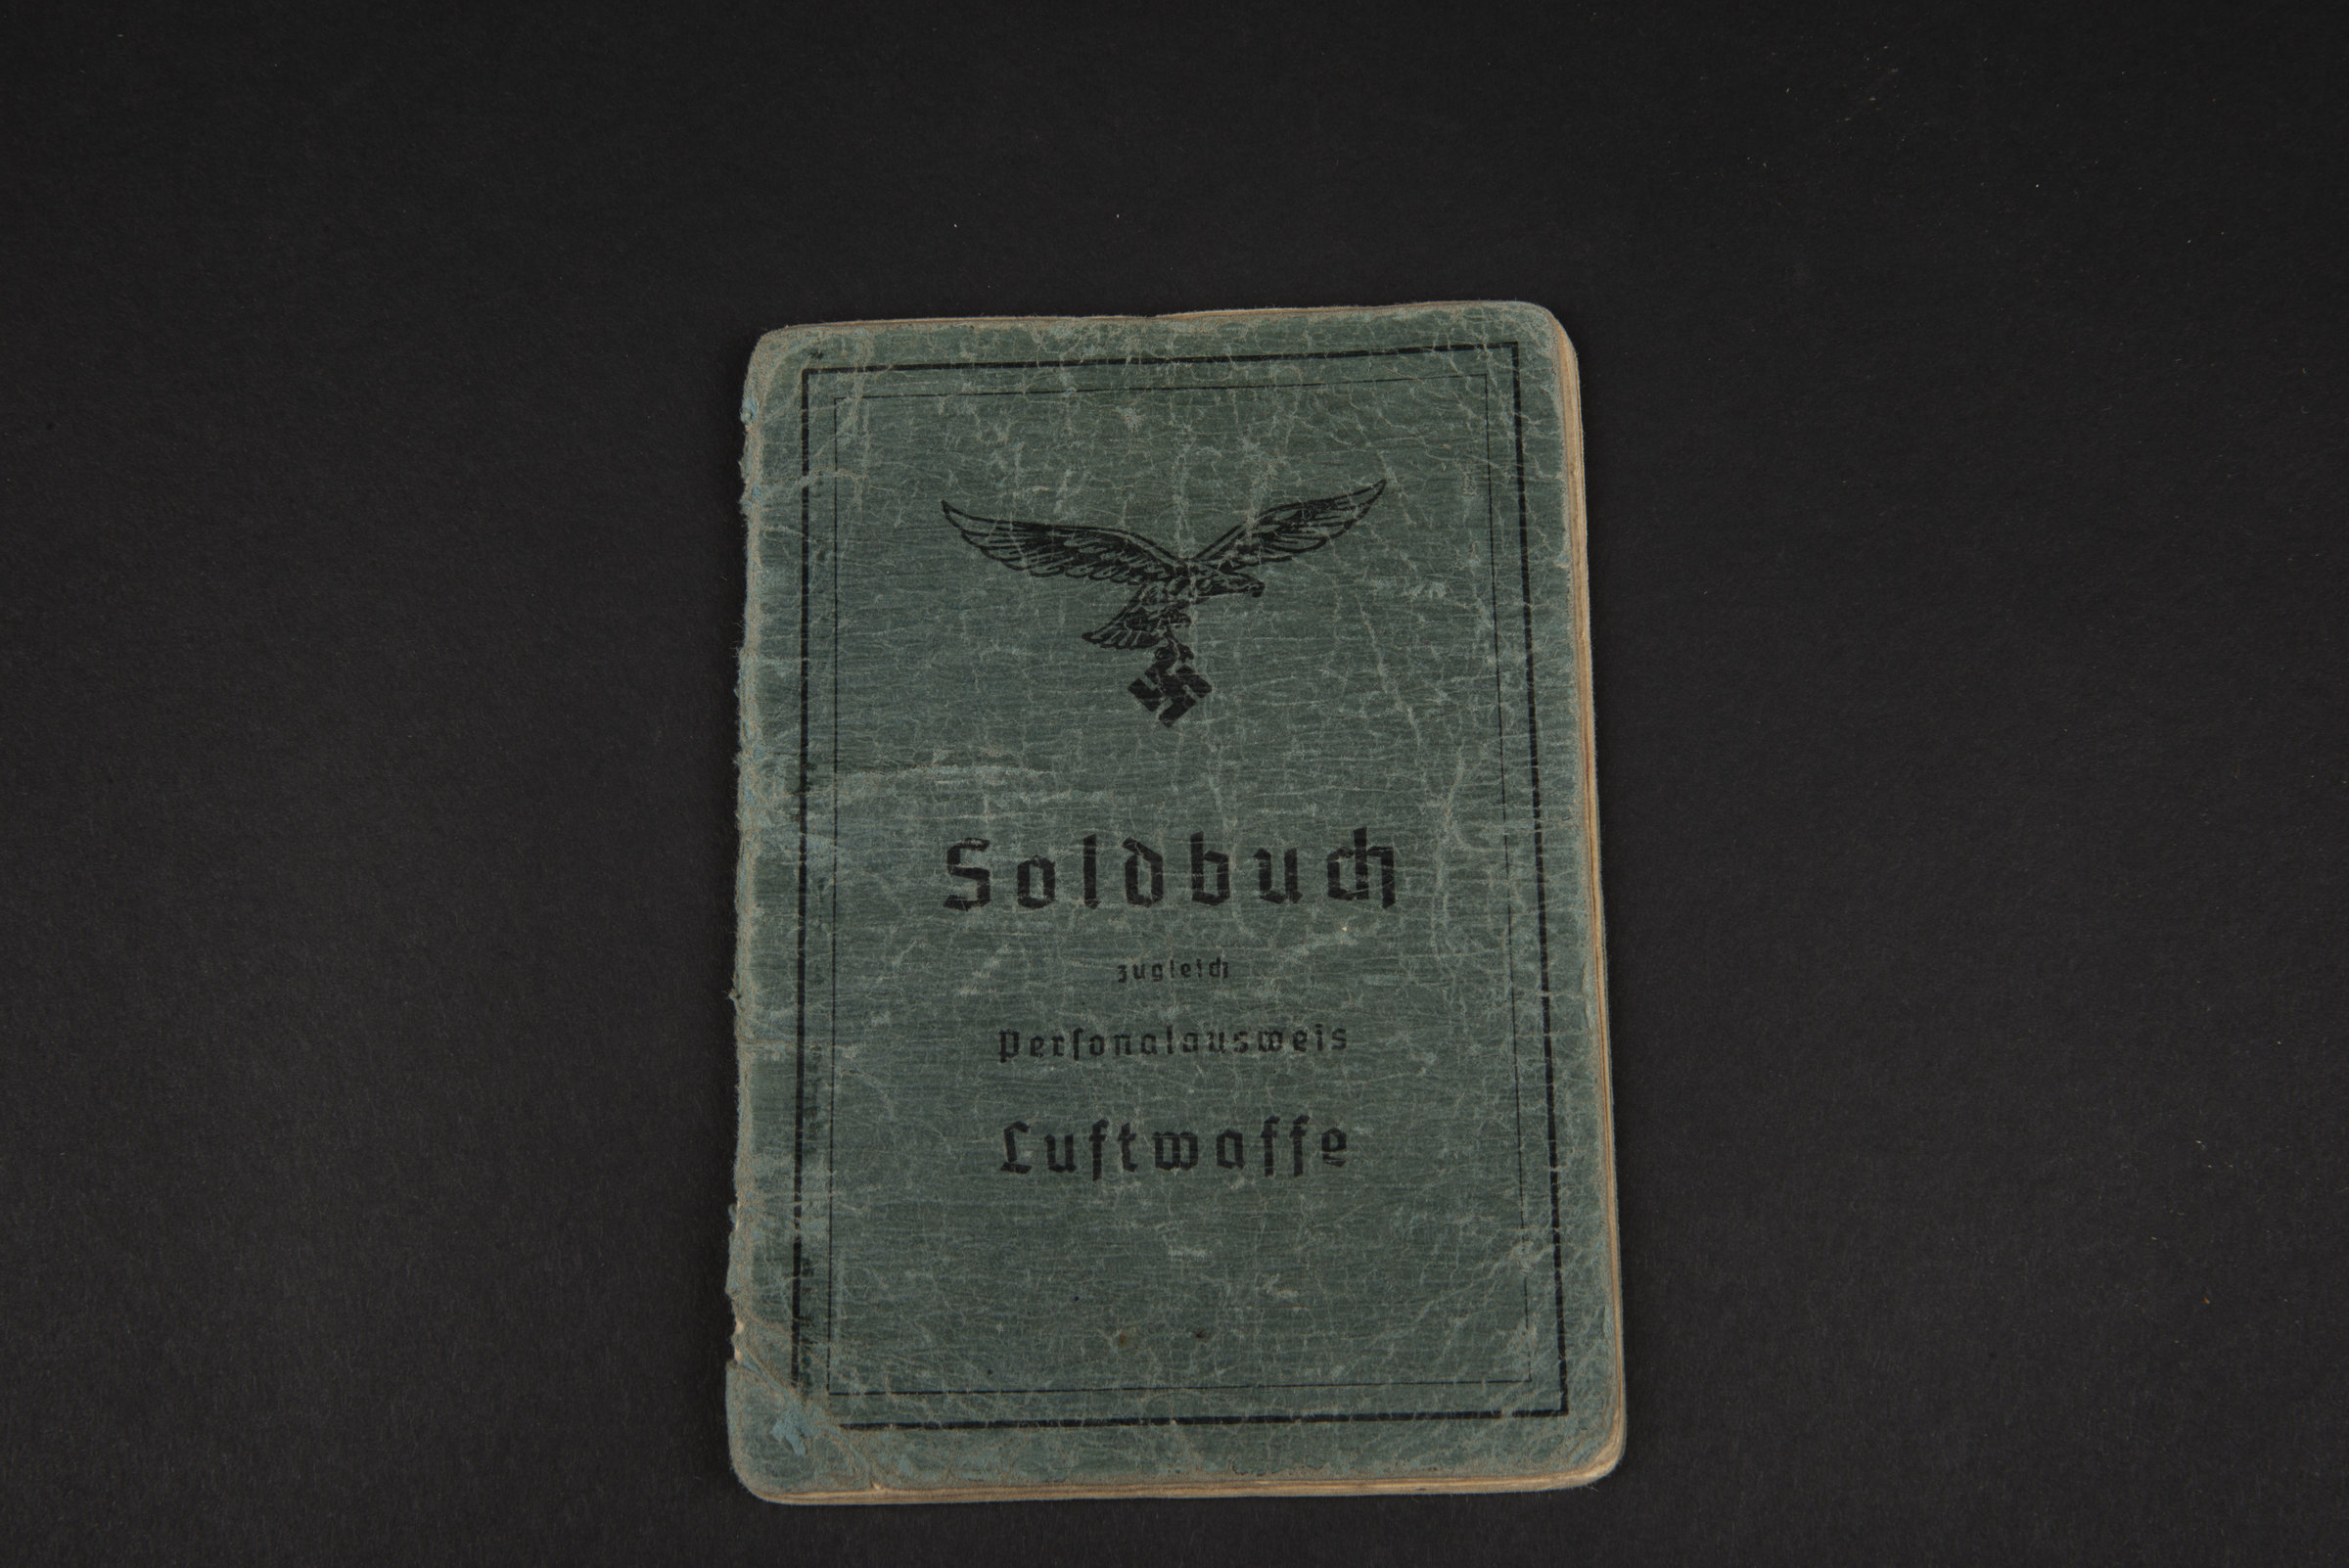 Soldbuch
zugleich
Perſonalausweis
Luftwaffe